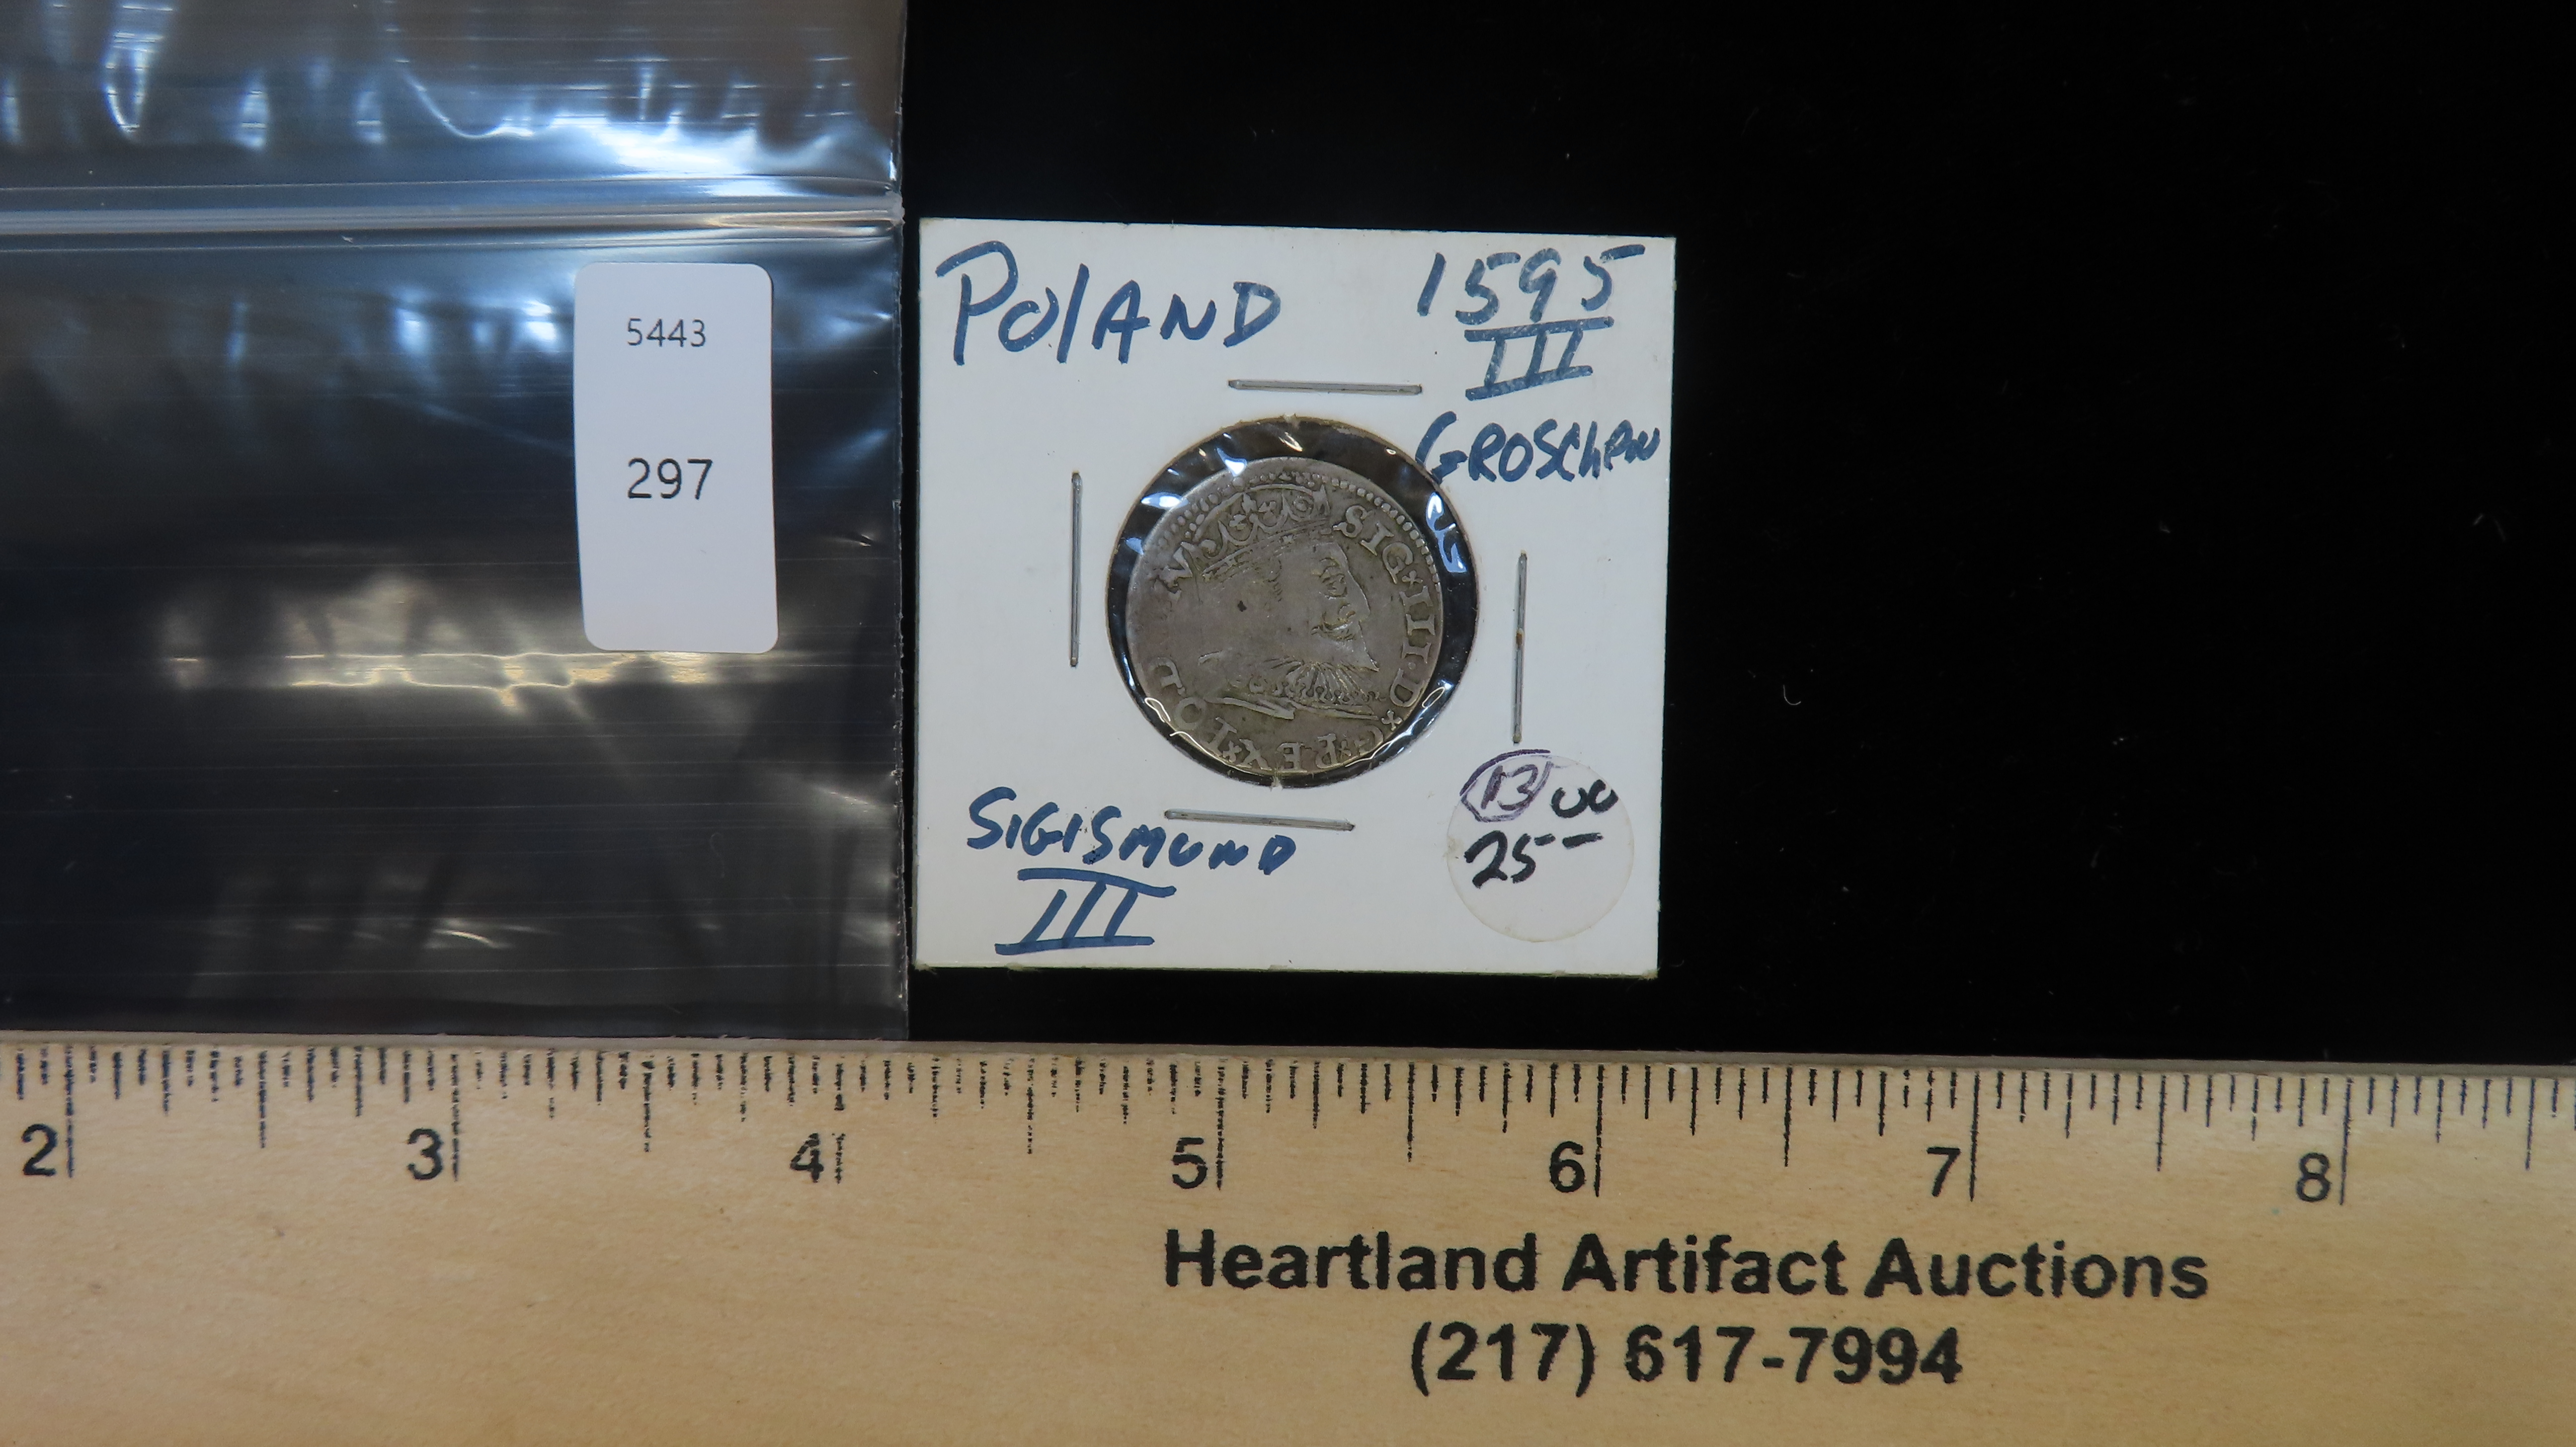 5443
297
POLAND
1595
III
GROSCHEN
SIG×III·D×
G×REX×
SIGISMUND
III
13 00
25--
2 3 4 5 6 7 8
Heartland Artifact Auctions
(217) 617-7994